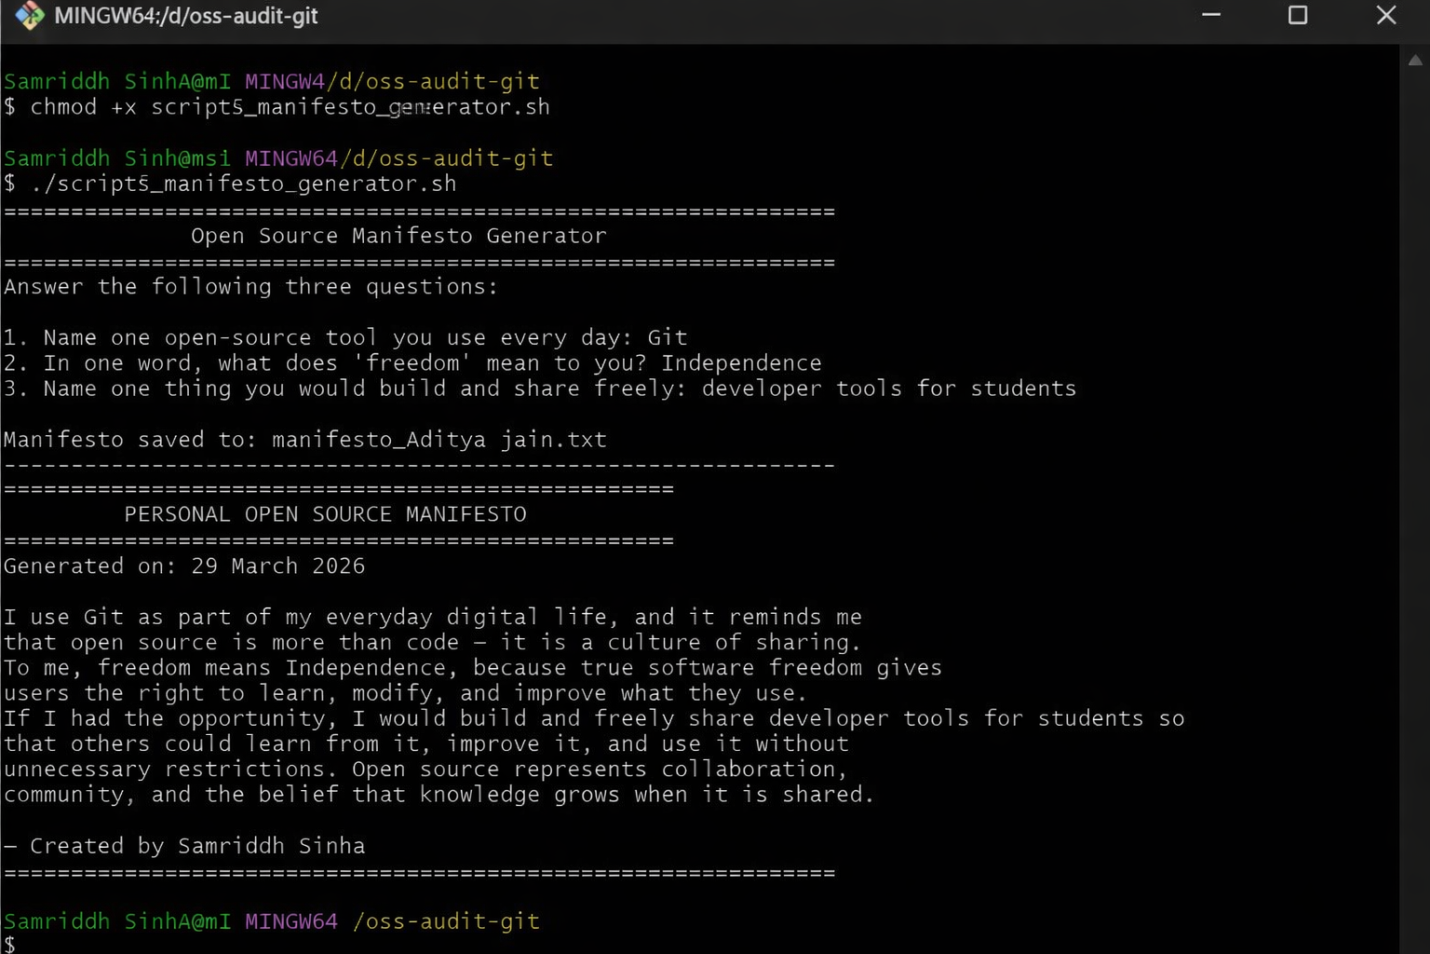 MINGW64:/d/oss-audit-git
Samriddh SinhA@mI MINGW4/d/oss-audit-git
$ chmod +x script5_manifesto_generator.sh
Samriddh Sinh@msi MINGW64/d/oss-audit-git
$ ./script5_manifesto_generator.sh
==============================================================
Open Source Manifesto Generator
==============================================================
Answer the following three questions:
1. Name one open-source tool you use every day: Git
2. In one word, what does 'freedom' mean to you? Independence
3. Name one thing you would build and share freely: developer tools for students
Manifesto saved to: manifesto_Aditya jain.txt
--------------------------------------------------------------
==================================================
PERSONAL OPEN SOURCE MANIFESTO
==================================================
Generated on: 29 March 2026
I use Git as part of my everyday digital life, and it reminds me
that open source is more than code — it is a culture of sharing.
To me, freedom means Independence, because true software freedom gives
users the right to learn, modify, and improve what they use.
If I had the opportunity, I would build and freely share developer tools for students so
that others could learn from it, improve it, and use it without
unnecessary restrictions. Open source represents collaboration,
community, and the belief that knowledge grows when it is shared.
— Created by Samriddh Sinha
==============================================================
Samriddh SinhA@mI MINGW64 /oss-audit-git
$